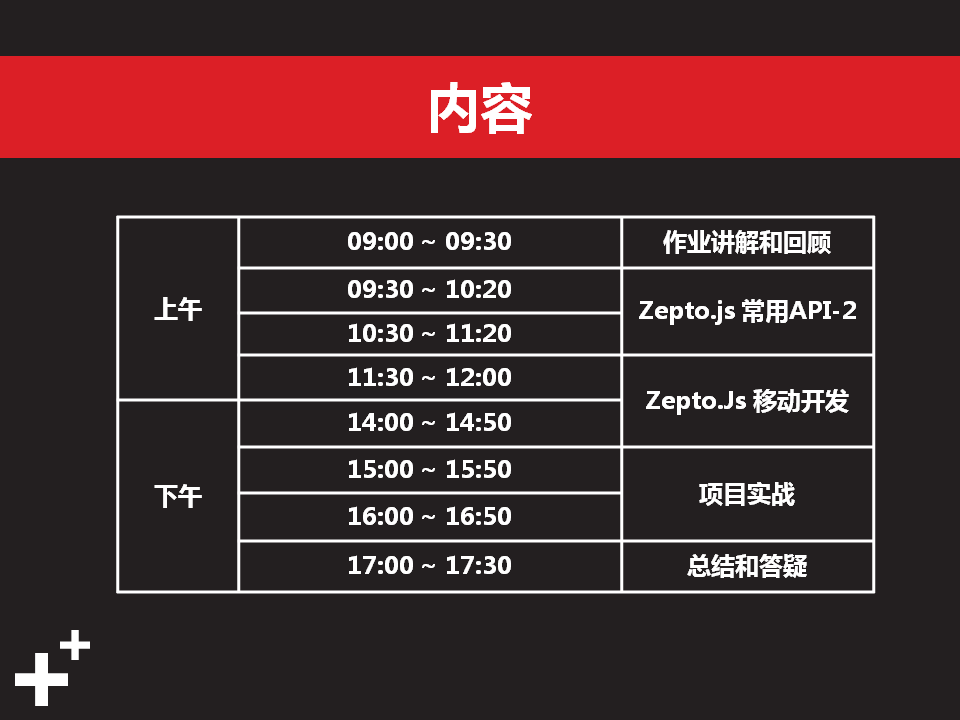 内容
上午
09:00 ~ 09:30
作业讲解和回顾
09:30 ~ 10:20
Zepto.js 常用API-2
10:30 ~ 11:20
11:30 ~ 12:00
Zepto.Js 移动开发
下午
14:00 ~ 14:50
15:00 ~ 15:50
项目实战
16:00 ~ 16:50
17:00 ~ 17:30
总结和答疑